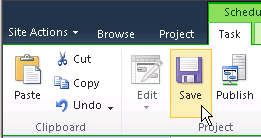 Schedu
Site Actions Browse Project Task
Paste
Cut
Copy
Undo
Edit
Save
Publish
Clipboard
Project